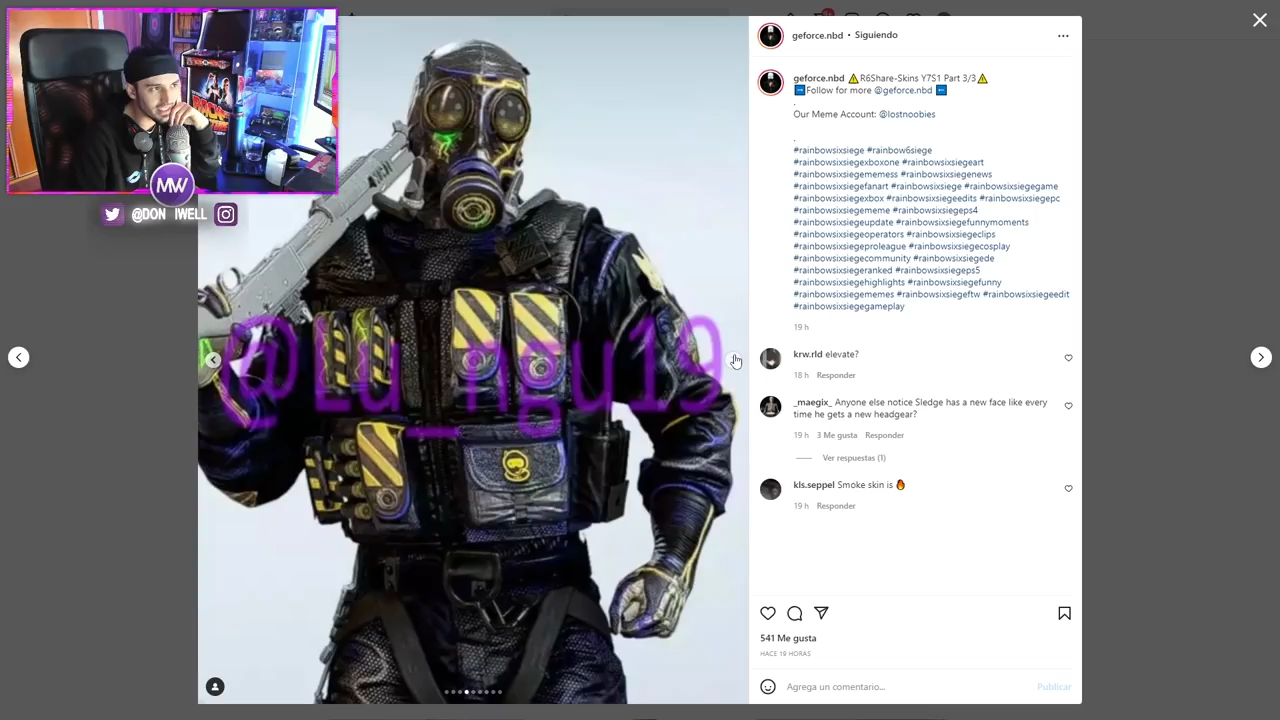 MW
@DON IWELL
@Lu_ngu19
geforce.nbd • Siguiendo
geforce.nbd ⚠️R6Share-Skins Y7S1 Part 3/3⚠️
➡️Follow for more @geforce.nbd ⬅️
.
Our Meme Account: @lostnoobies
.
#rainbowsixsiege #rainbow6siege
#rainbowsixsiegexboxone #rainbowsixsiegeart
#rainbowsixsiegememess #rainbowsixsiegenews
#rainbowsixsiegefanart #rainbowsixsiege #rainbowsixsiegegame
#rainbowsixsiegexbox #rainbowsixsiegeedits #rainbowsixsiegepc
#rainbowsixsiegememe #rainbowsixsiegeps4
#rainbowsixsiegeupdate #rainbowsixsiegefunnymoments
#rainbowsixsiegeoperators #rainbowsixsiegeclips
#rainbowsixsiegeproleague #rainbowsixsiegecosplay
#rainbowsixsiegecommunity #rainbowsixsiegede
#rainbowsixsiegeranked #rainbowsixsiegeps5
#rainbowsixsiegehighlights #rainbowsixsiegefunny
#rainbowsixsiegememes #rainbowsixsiegeftw #rainbowsixsiegeedit
#rainbowsixsiegegameplay
19 h
krw.rld elevate?
18 h Responder
_maegix_ Anyone else notice Sledge has a new face like every
time he gets a new headgear?
19 h 3 Me gusta Responder
Ver respuestas (1)
kls.seppel Smoke skin is 🔥
19 h Responder
541 Me gusta
HACE 19 HORAS
Agrega un comentario...
Publicar